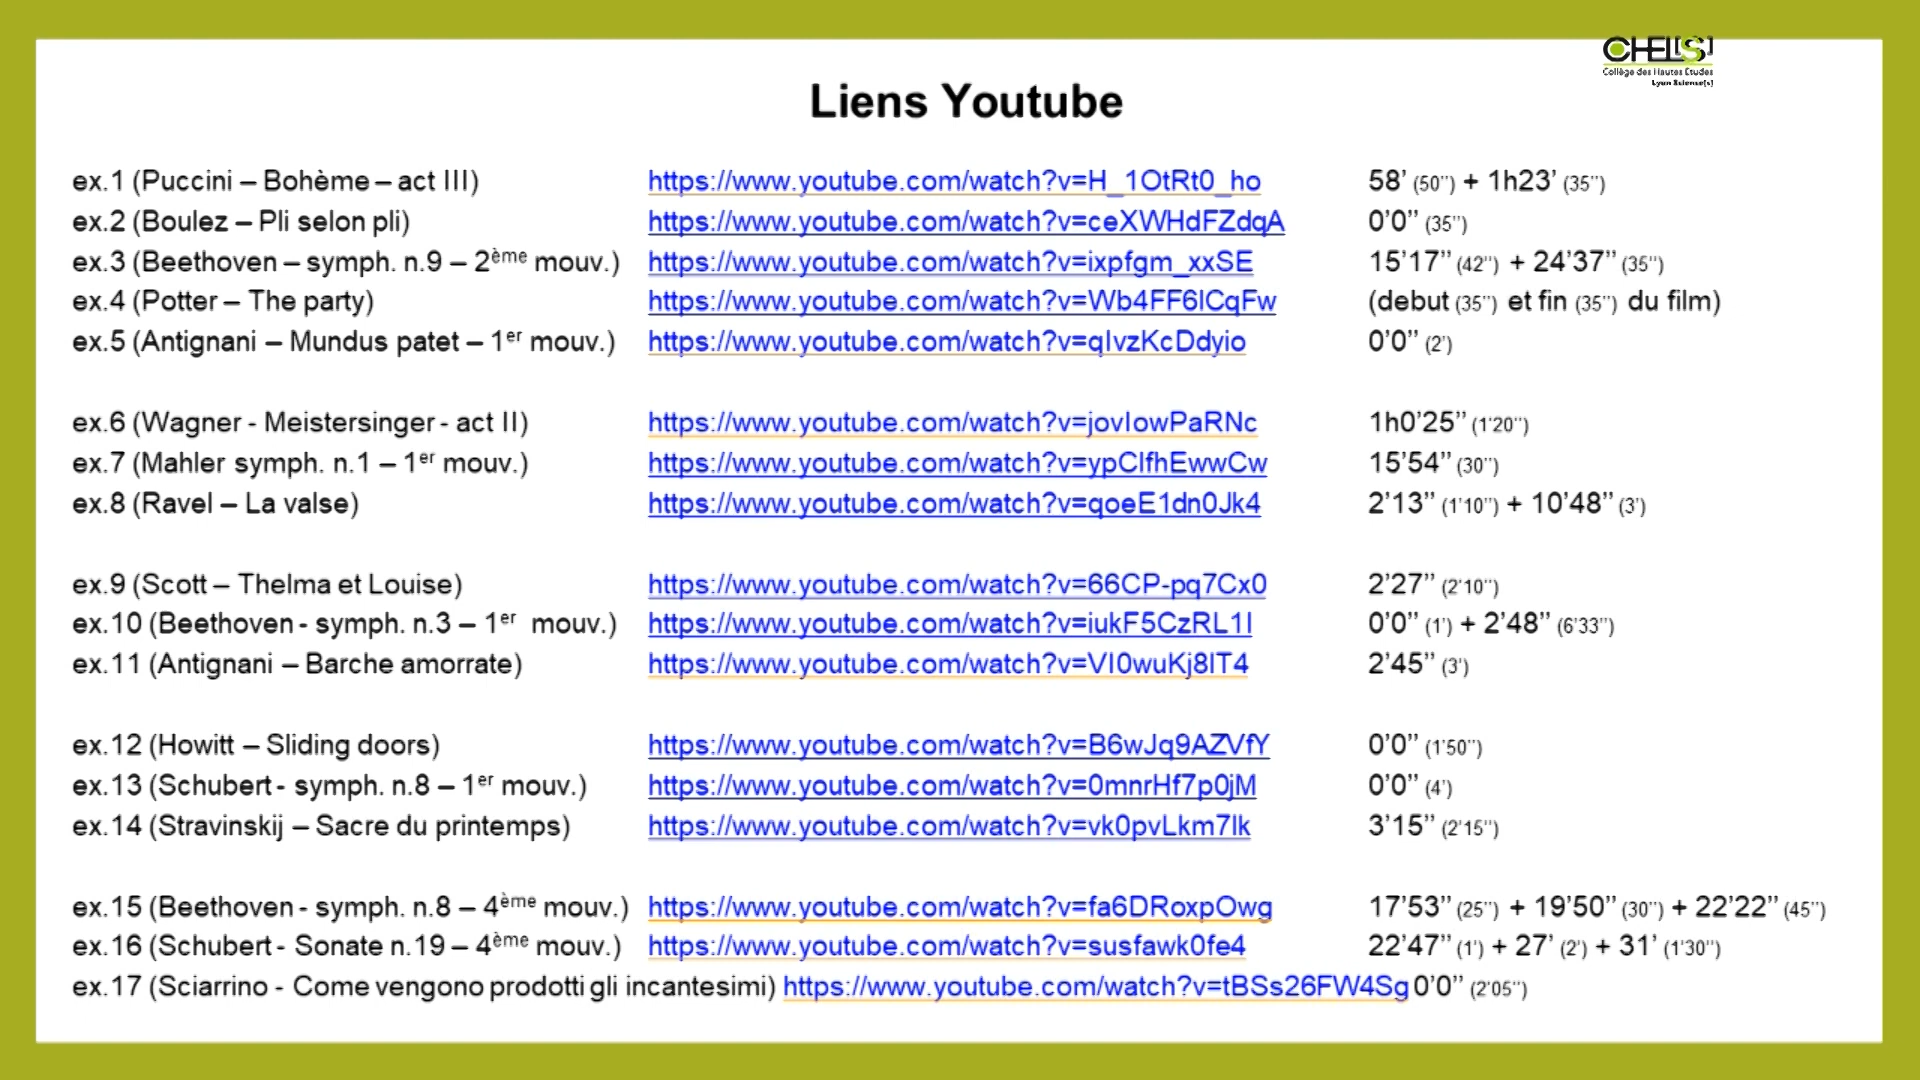 CHEL[S]
Collège des Hautes Études
Lyon Science[s]
Liens Youtube
ex.1 (Puccini – Bohème – act III) https://www.youtube.com/watch?v=H_1OtRt0_ho 58’ (50’’) + 1h23’ (35’’)
ex.2 (Boulez – Pli selon pli) https://www.youtube.com/watch?v=ceXWHdFZdqA 0’0’’ (35’’)
ex.3 (Beethoven – symph. n.9 – 2ème mouv.) https://www.youtube.com/watch?v=ixpfgm_xxSE 15’17’’ (42’’) + 24’37’’ (35’’)
ex.4 (Potter – The party) https://www.youtube.com/watch?v=Wb4FF6lCqFw (debut (35’’) et fin (35’’) du film)
ex.5 (Antignani – Mundus patet – 1er mouv.) https://www.youtube.com/watch?v=qIvzKcDdyio 0’0’’ (2’)
ex.6 (Wagner - Meistersinger - act II) https://www.youtube.com/watch?v=jovIowPaRNc 1h0’25’’ (1’20’’)
ex.7 (Mahler symph. n.1 – 1er mouv.) https://www.youtube.com/watch?v=ypClfhEwwCw 15’54’’ (30’’)
ex.8 (Ravel – La valse) https://www.youtube.com/watch?v=qoeE1dn0Jk4 2’13’’ (1’10’’) + 10’48’’ (3’)
ex.9 (Scott – Thelma et Louise) https://www.youtube.com/watch?v=66CP-pq7Cx0 2’27’’ (2’10’’)
ex.10 (Beethoven - symph. n.3 – 1er mouv.) https://www.youtube.com/watch?v=iukF5CzRL1I 0’0’’ (1’) + 2’48’’ (6’33’’)
ex.11 (Antignani – Barche amorrate) https://www.youtube.com/watch?v=VI0wuKj8IT4 2’45’’ (3’)
ex.12 (Howitt – Sliding doors) https://www.youtube.com/watch?v=B6wJq9AZVfY 0’0’’ (1’50’’)
ex.13 (Schubert - symph. n.8 – 1er mouv.) https://www.youtube.com/watch?v=0mnrHf7p0jM 0’0’’ (4’)
ex.14 (Stravinskij – Sacre du printemps) https://www.youtube.com/watch?v=vk0pvLkm7lk 3’15’’ (2’15’’)
ex.15 (Beethoven - symph. n.8 – 4ème mouv.) https://www.youtube.com/watch?v=fa6DRoxpOwg 17’53’’ (25’’) + 19’50’’ (30’’) + 22’22’’ (45’’)
ex.16 (Schubert - Sonate n.19 – 4ème mouv.) https://www.youtube.com/watch?v=susfawk0fe4 22’47’’ (1’) + 27’ (2’) + 31’ (1’30’’)
ex.17 (Sciarrino - Come vengono prodotti gli incantesimi) https://www.youtube.com/watch?v=tBSs26FW4Sg 0’0’’ (2’05’’)